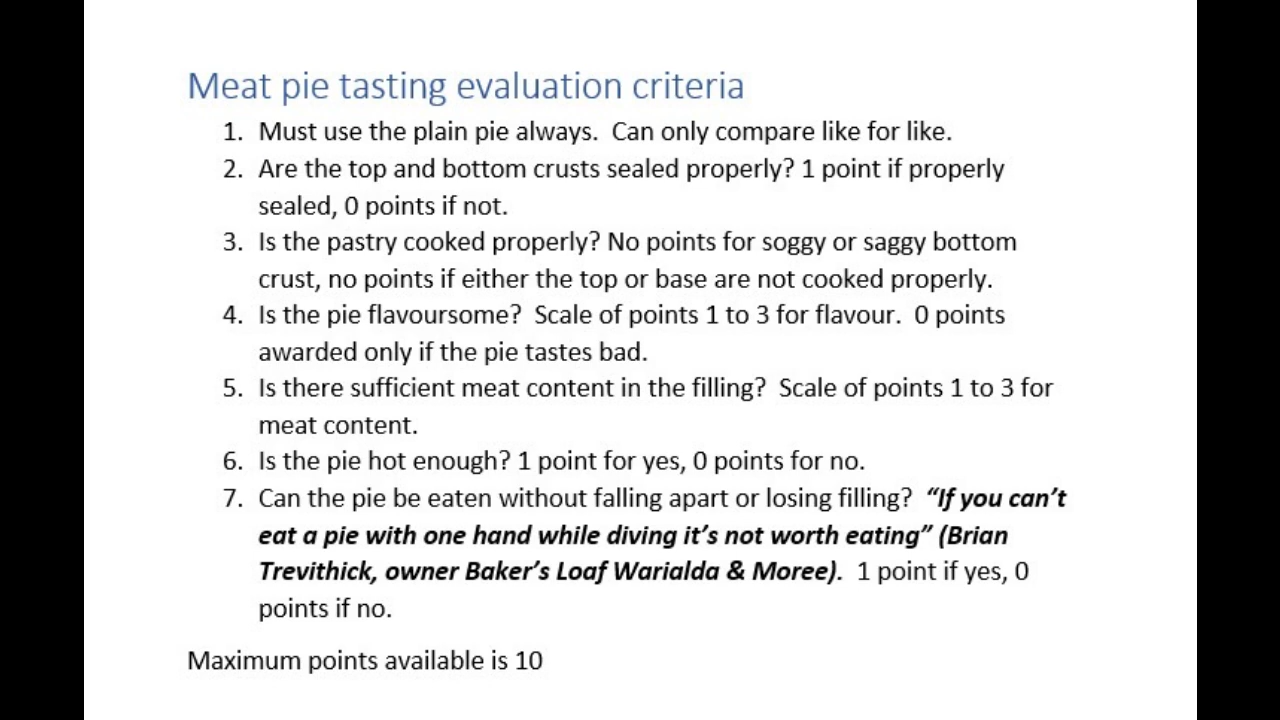 Meat pie tasting evaluation criteria
1. Must use the plain pie always.  Can only compare like for like.
2. Are the top and bottom crusts sealed properly? 1 point if properly
sealed, 0 points if not.
3. Is the pastry cooked properly? No points for soggy or saggy bottom
crust, no points if either the top or base are not cooked properly.
4. Is the pie flavoursome?  Scale of points 1 to 3 for flavour.  0 points
awarded only if the pie tastes bad.
5. Is there sufficient meat content in the filling?  Scale of points 1 to 3 for
meat content.
6. Is the pie hot enough? 1 point for yes, 0 points for no.
7. Can the pie be eaten without falling apart or losing filling?  “If you can’t
eat a pie with one hand while diving it’s not worth eating” (Brian
Trevithick, owner Baker’s Loaf Warialda & Moree).  1 point if yes, 0
points if no.
Maximum points available is 10